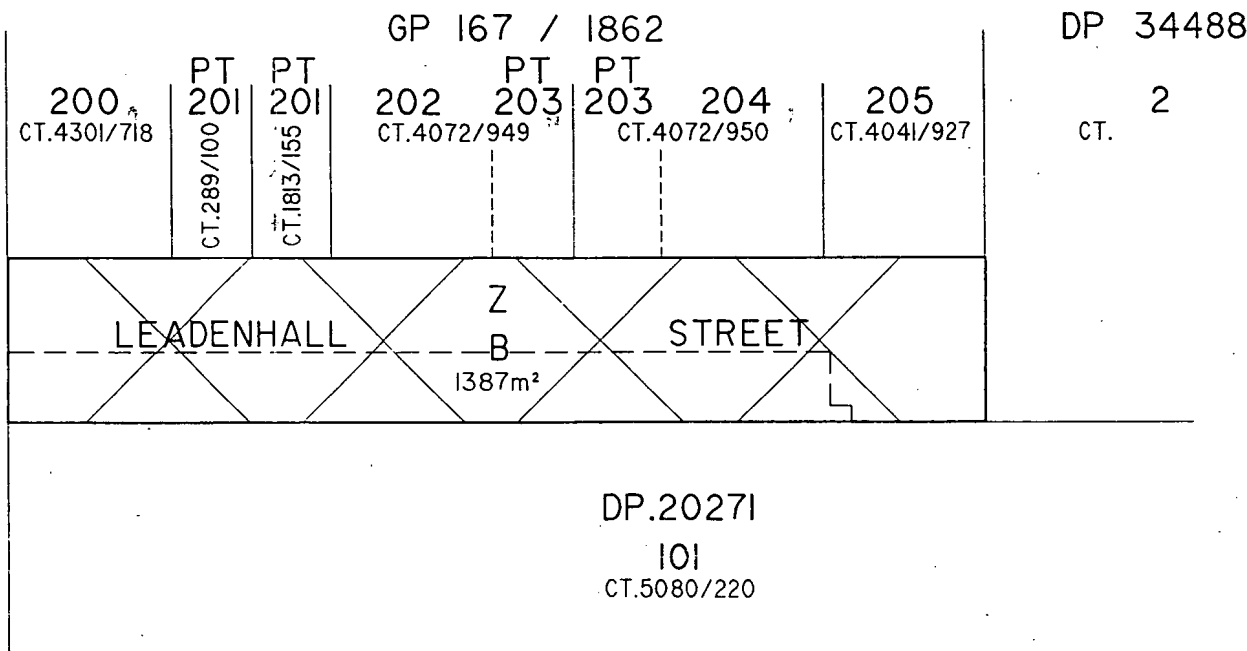 GP 167 / 1862
DP 34488
PT PT PT PT
200 201 201 202 203 203 204 205 2
CT.4301/718 CT.289/100 CT.1813/155 CT.4072/949 CT.4072/950 CT.4041/927 CT.
Z
LEADENHALL STREET
B
1387m²
DP.20271
101
CT.5080/220